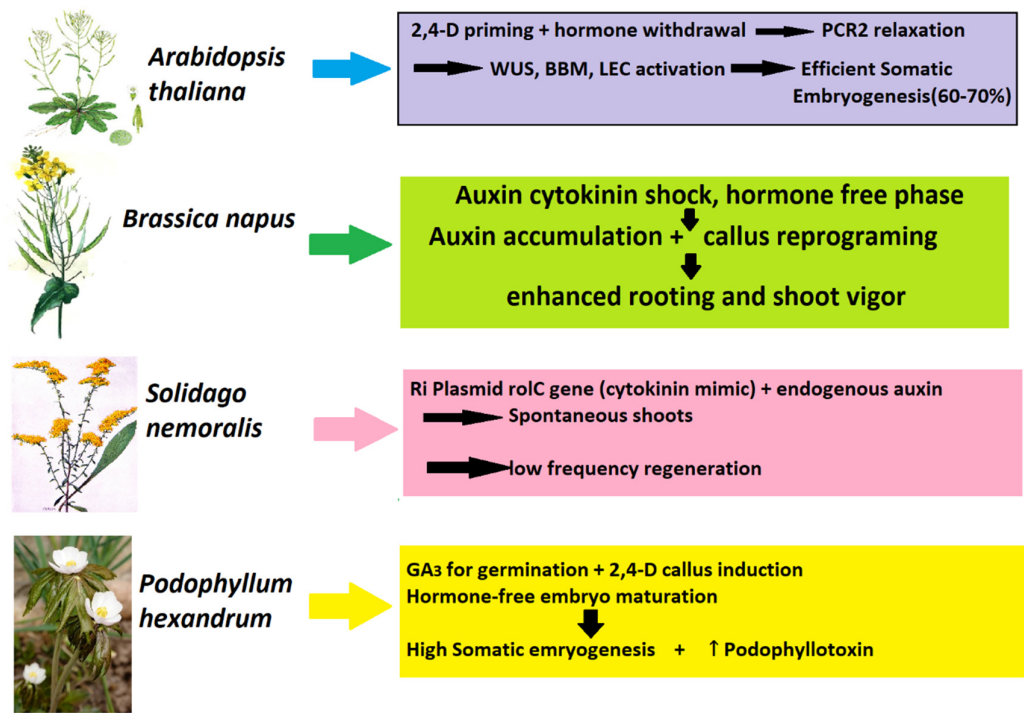 Arabidopsis
thaliana
2,4-D priming + hormone withdrawal PCR2 relaxation
WUS, BBM, LEC activation Efficient Somatic
Embryogenesis(60-70%)
Brassica napus
Auxin cytokinin shock, hormone free phase
Auxin accumulation + callus reprograming
enhanced rooting and shoot vigor
Solidago
nemoralis
Ri Plasmid rolC gene (cytokinin mimic) + endogenous auxin
Spontaneous shoots
low frequency regeneration
Podophyllum
hexandrum
GA₃ for germination + 2,4-D callus induction
Hormone-free embryo maturation
High Somatic emryogenesis + ↑ Podophyllotoxin